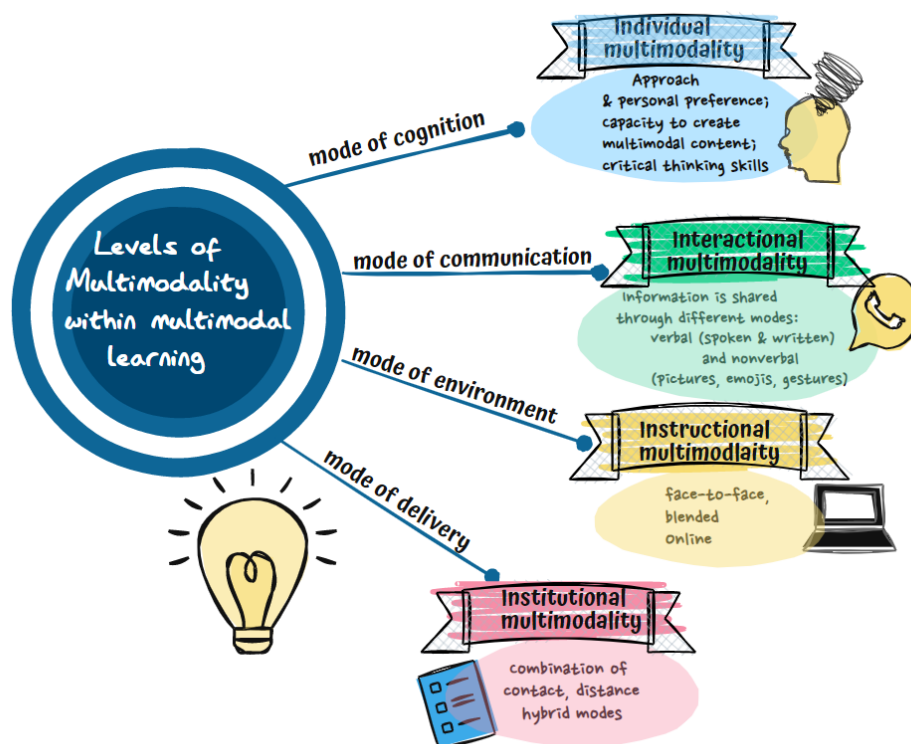 Levels of
Multimodality
within multimodal
learning
mode of cognition
Individual
multimodality
Approach
& personal preference;
capacity to create
multimodal content;
critical thinking skills
mode of communication
Interactional
multimodality
Information is shared
through different modes:
verbal (spoken & written)
and nonverbal
(pictures, emojis, gestures)
mode of environment
Instructional
multimodlaity
face-to-face,
blended
Online
mode of delivery
Institutional
multimodality
combination of
contact, distance
hybrid modes